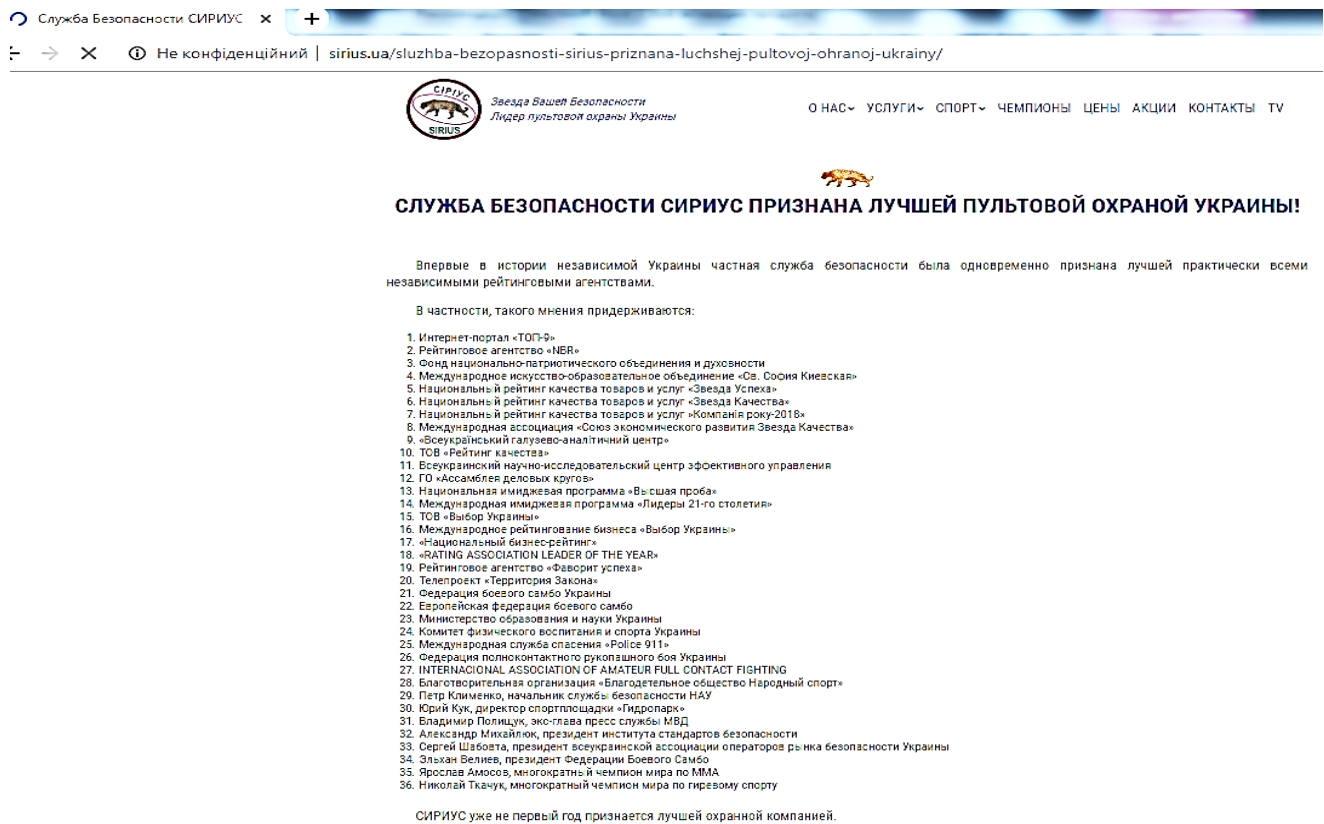 Служба Безопасности СИРИУС × +
Не конфіденційний | sirius.ua/sluzhba-bezopasnosti-sirius-priznana-luchshej-pultovoj-ohranoj-ukrainy/
СІРІУС
SIRIUS
Звезда Вашей Безопасности
Лидер пультовой охраны Украины
О НАС УСЛУГИ СПОРТ ЧЕМПИОНЫ ЦЕНЫ АКЦИИ КОНТАКТЫ TV
СЛУЖБА БЕЗОПАСНОСТИ СИРИУС ПРИЗНАНА ЛУЧШЕЙ ПУЛЬТОВОЙ ОХРАНОЙ УКРАИНЫ!
Впервые в истории независимой Украины частная служба безопасности была одновременно признана лучшей практически всеми
независимыми рейтинговыми агентствами.
В частности, такого мнения придерживаются:
1. Интернет-портал «ТОП-9»
2. Рейтинговое агентство «NBR»
3. Фонд национально-патриотического объединения и духовности
4. Международное искусство-образовательное объединение «Св. София Киевская»
5. Национальный рейтинг качества товаров и услуг «Звезда Успеха»
6. Национальный рейтинг качества товаров и услуг «Звезда Качества»
7. Национальный рейтинг качества товаров и услуг »Компанія року-2018»
8. Международная ассоциация «Союз экономического развития Звезда Качества»
9. «Всеукраїнський галузево-аналітичний центр»
10. ТОВ «Рейтинг качества»
11. Всеукраинский научно-исследовательский центр эффективного управления
12. ГО «Ассамблея деловых кругов»
13. Национальная имиджевая программа «Высшая проба»
14. Международная имиджевая программа «Лидеры 21-го столетия»
15. ТОВ «Выбор Украины»
16. Международное рейтингование бизнеса «Выбор Украины»
17. «Национальный бизнес-рейтинг»
18. «RATING ASSOCIATION LEADER OF THE YEAR»
19. Рейтинговое агентство «Фаворит успеха»
20. Телепроект «Территория Закона»
21. Федерация боевого самбо Украины
22. Европейская федерация боевого самбо
23. Министерство образования и науки Украины
24. Комитет физического воспитания и спорта Украины
25. Международная служба спасения «Police 911»
26. Федерация полноконтактного рукопашного боя Украины
27. INTERNACIONAL ASSOCIATION OF AMATEUR FULL CONTACT FIGHTING
28. Благотворительная организация «Благодетельное общество Народный спорт»
29. Петр Клименко, начальник службы безопасности НАУ
30. Юрий Кук, директор спортплощадки «Гидропарк»
31. Владимир Полищук, экс-глава пресс службы МВД
32. Александр Михайлюк, президент института стандартов безопасности
33. Сергей Шабовта, президент всеукраинской ассоциации операторов рынка безопасности Украины
34. Эльхан Велиев, президент Федерации Боевого Самбо
35. Ярослав Амосов, многократный чемпион мира по ММА
36. Николай Ткачук, многократный чемпион мира по гиревому спорту
СИРИУС уже не первый год признается лучшей охранной компанией.